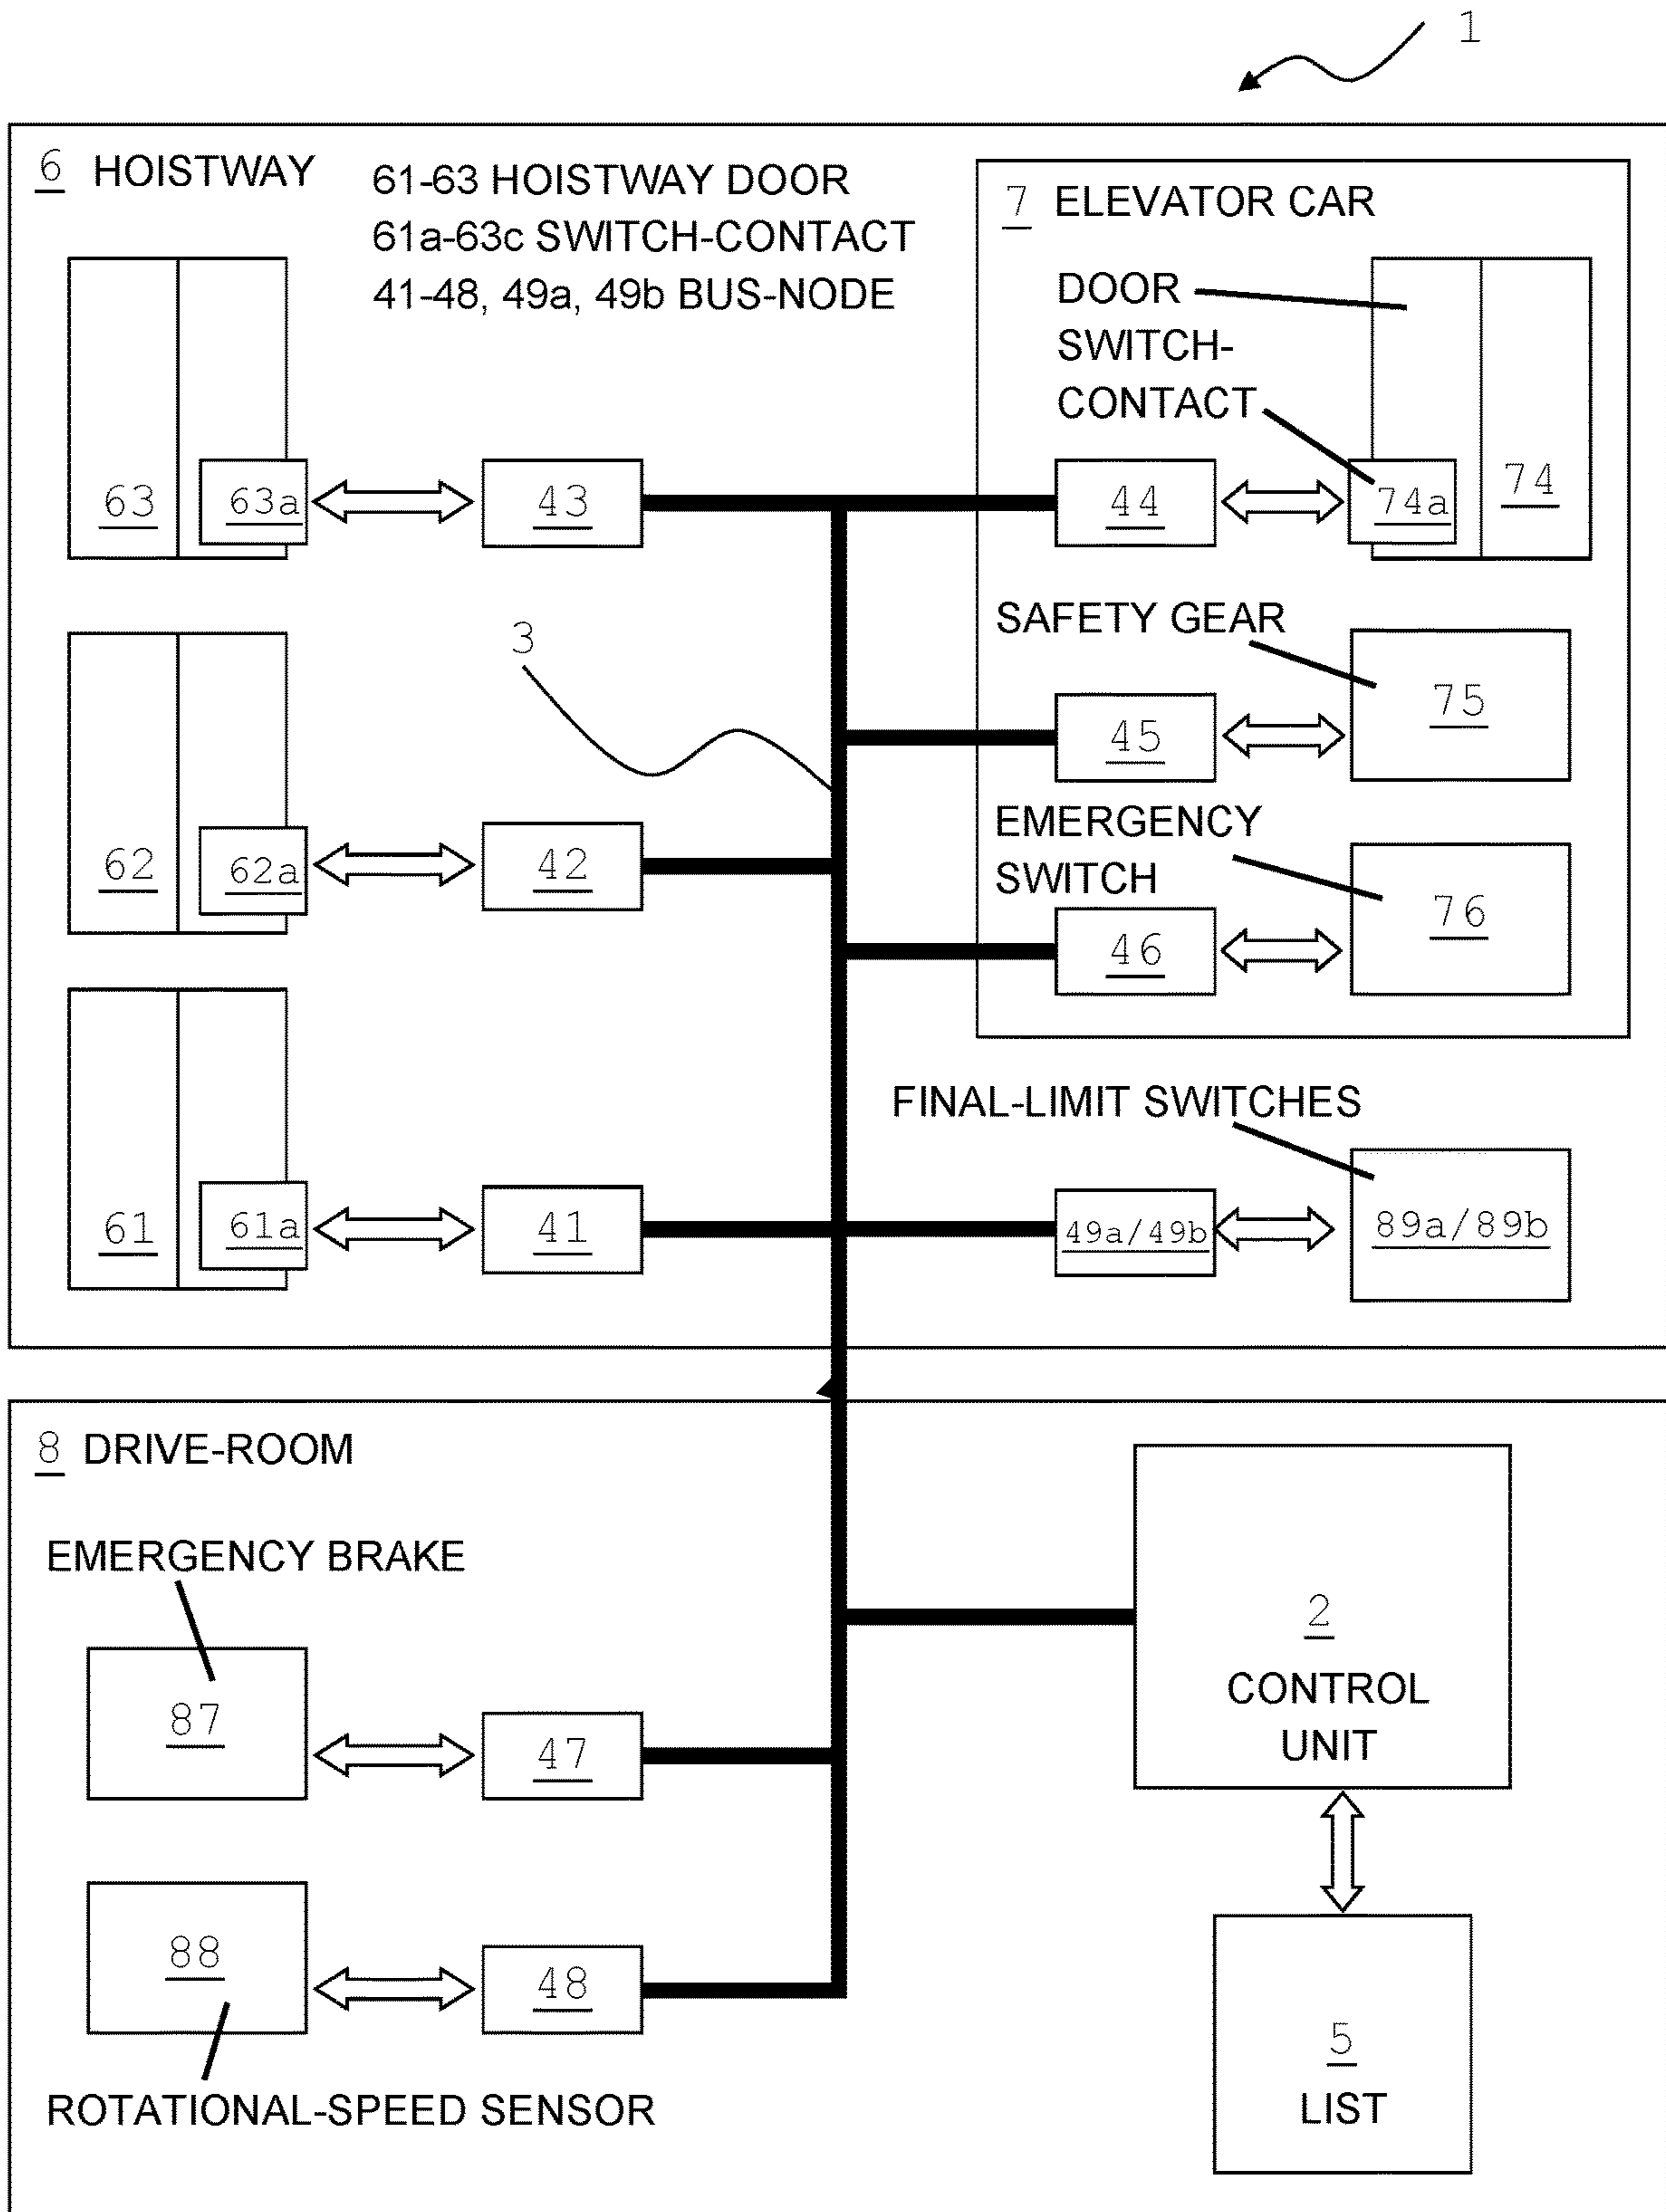 1
6 HOISTWAY
61-63 HOISTWAY DOOR
61a-63c SWITCH-CONTACT
41-48, 49a, 49b BUS-NODE
7 ELEVATOR CAR
DOOR
SWITCH-
CONTACT
63
63a
43
44
74a
74
SAFETY GEAR
3
75
45
EMERGENCY
SWITCH
62
62a
42
76
46
FINAL-LIMIT SWITCHES
61
61a
41
49a/49b
89a/89b
8 DRIVE-ROOM
EMERGENCY BRAKE
2
CONTROL
UNIT
87
47
88
48
ROTATIONAL-SPEED SENSOR
5
LIST